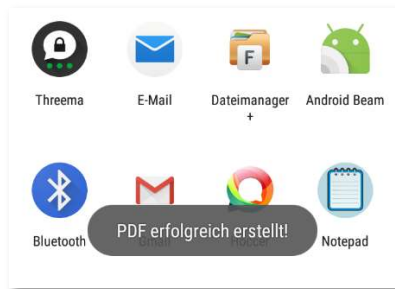 F
Threema
E-Mail
Dateimanager
+
Android Beam
Bluetooth
Gmail
Hoccer
Notepad
PDF erfolgreich erstellt!